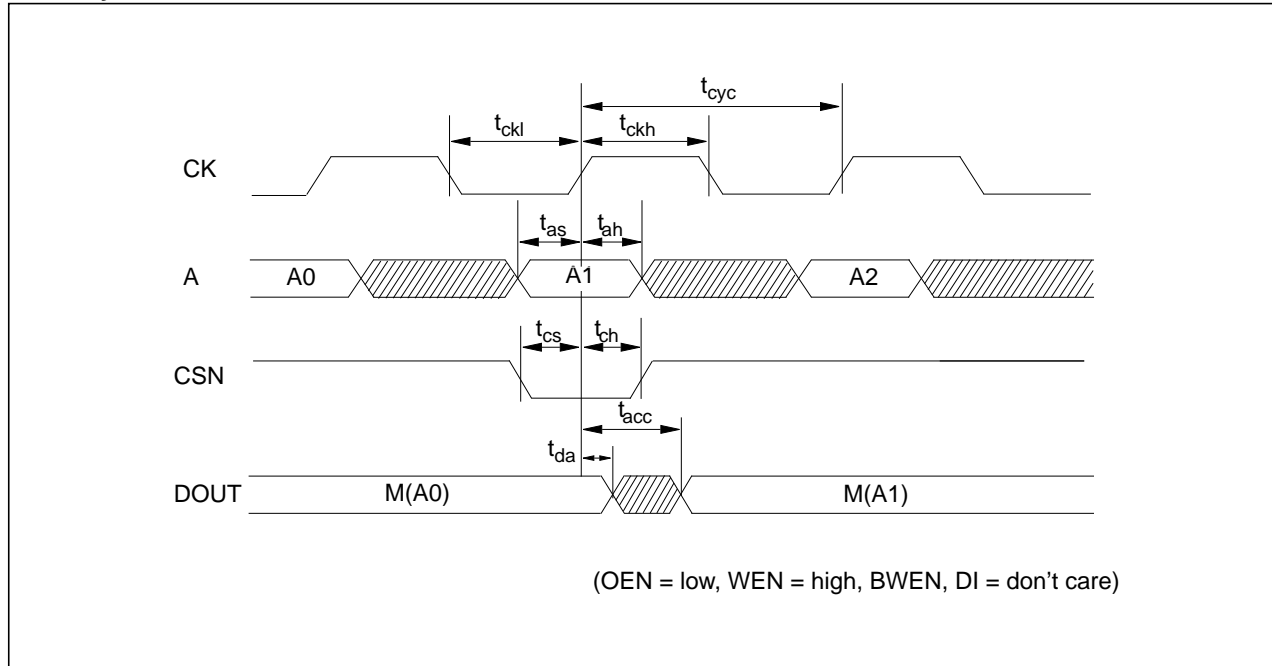 tcyc
tckl
tckh
CK
tas
tah
A
A0
A1
A2
tcs
tch
CSN
tacc
tda
DOUT
M(A0)
M(A1)
(OEN = low, WEN = high, BWEN, DI = don't care)